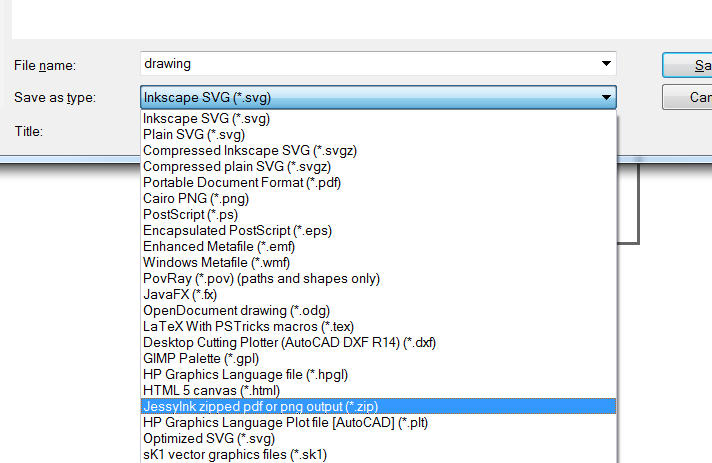 File name: drawing
Sa
Save as type: Inkscape SVG (*.svg)
Can
Title:
Inkscape SVG (*.svg)
Plain SVG (*.svg)
Compressed Inkscape SVG (*.svgz)
Compressed plain SVG (*.svgz)
Portable Document Format (*.pdf)
Cairo PNG (*.png)
PostScript (*.ps)
Encapsulated PostScript (*.eps)
Enhanced Metafile (*.emf)
Windows Metafile (*.wmf)
PovRay (*.pov) (paths and shapes only)
JavaFX (*.fx)
OpenDocument drawing (*.odg)
LaTeX With PSTricks macros (*.tex)
Desktop Cutting Plotter (AutoCAD DXF R14) (*.dxf)
GIMP Palette (*.gpl)
HP Graphics Language file (*.hpgl)
HTML 5 canvas (*.html)
JessyInk zipped pdf or png output (*.zip)
HP Graphics Language Plot file [AutoCAD] (*.plt)
Optimized SVG (*.svg)
sK1 vector graphics files (*.sk1)